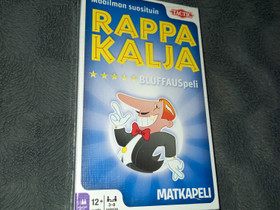 Maailman suosituin
TACTIC
RAPPA
KALJA
BLUFFAUSpeli
MATKAPELI
12+